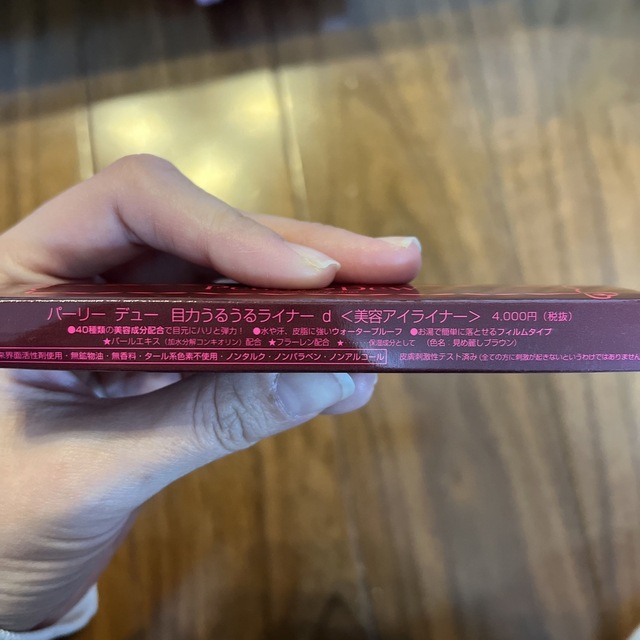 パーリー デュー 目力うるうるライナー d ＜美容アイライナー＞ 4,000円（税抜）
●40種類の美容成分配合で目元にハリと弾力！ ●水や汗、皮脂に強いウォータープルーフ ●お湯で簡単に落とせるフィルムタイプ
★パールエキス（加水分解コンキオリン）配合 ★フラーレン配合 ★ 保湿成分として （色名 見め麗しブラウン）
界面活性剤使用・無鉱物油・無香料・タール系色素不使用・ノンタルク・ノンパラベン・ノンアルコール 皮膚刺激性テスト済み（全ての方に刺激が起きないというわけではありません